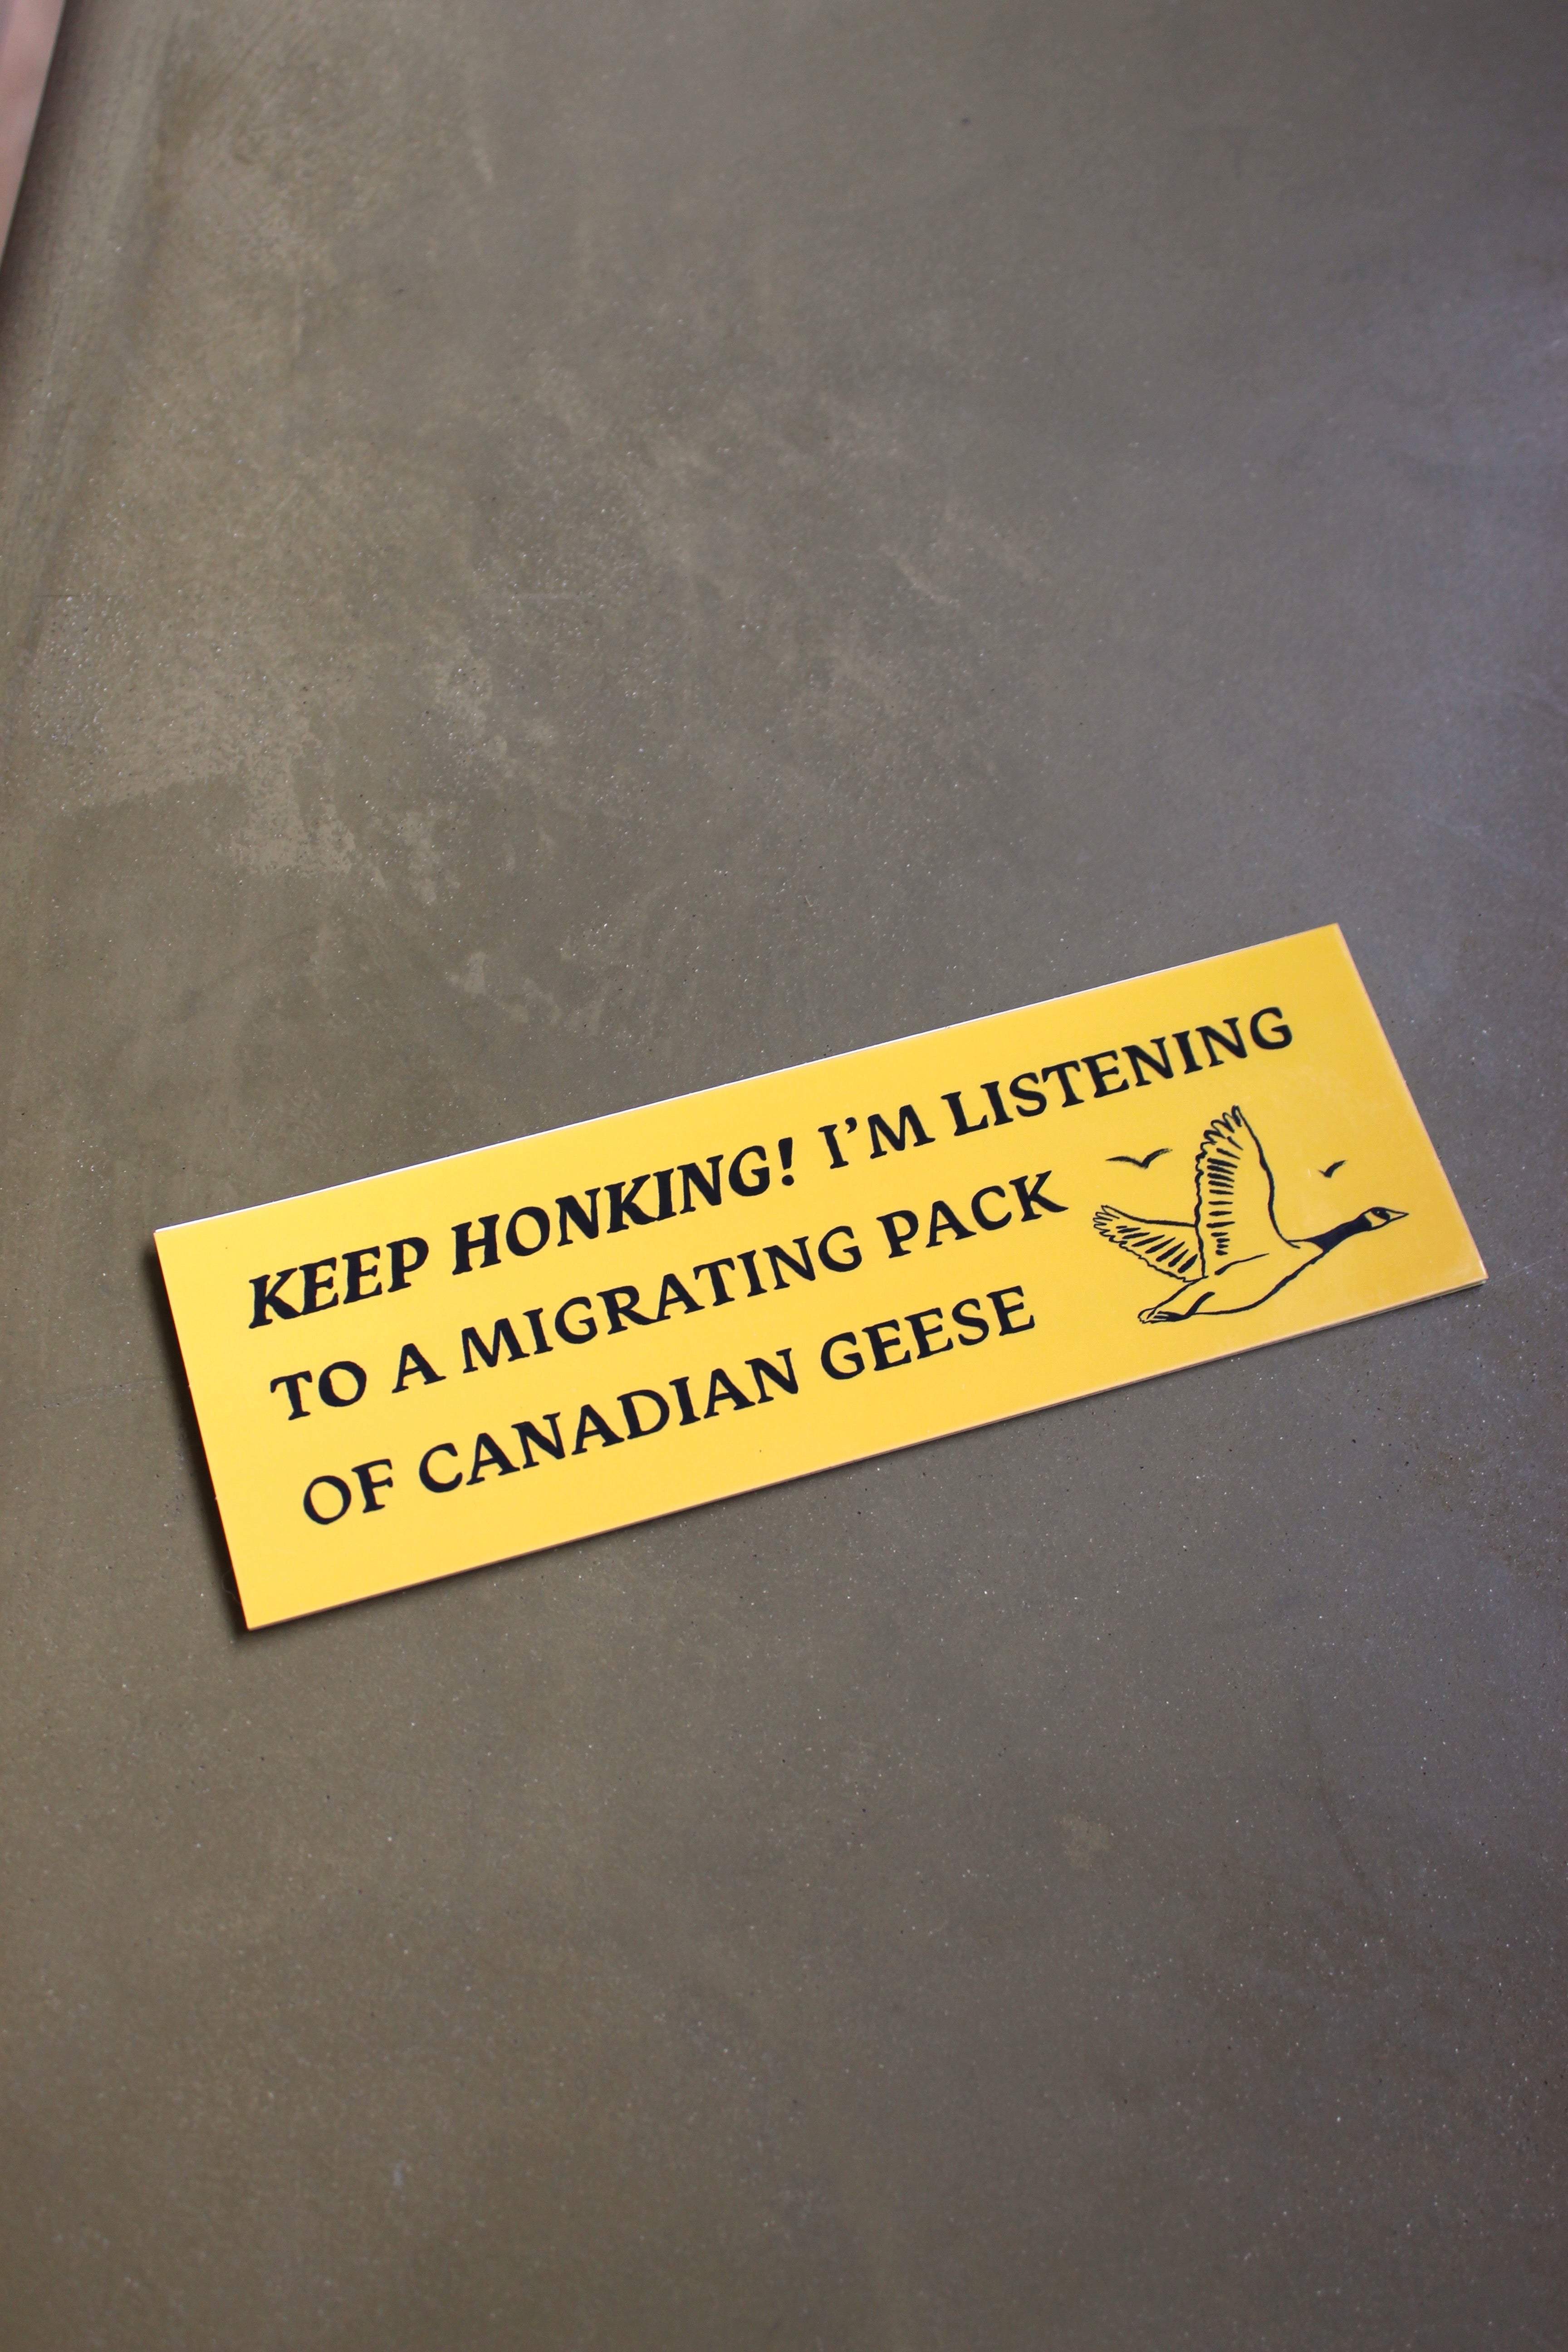 KEEP HONKING! I'M LISTENING
TO A MIGRATING PACK
OF CANADIAN GEESE